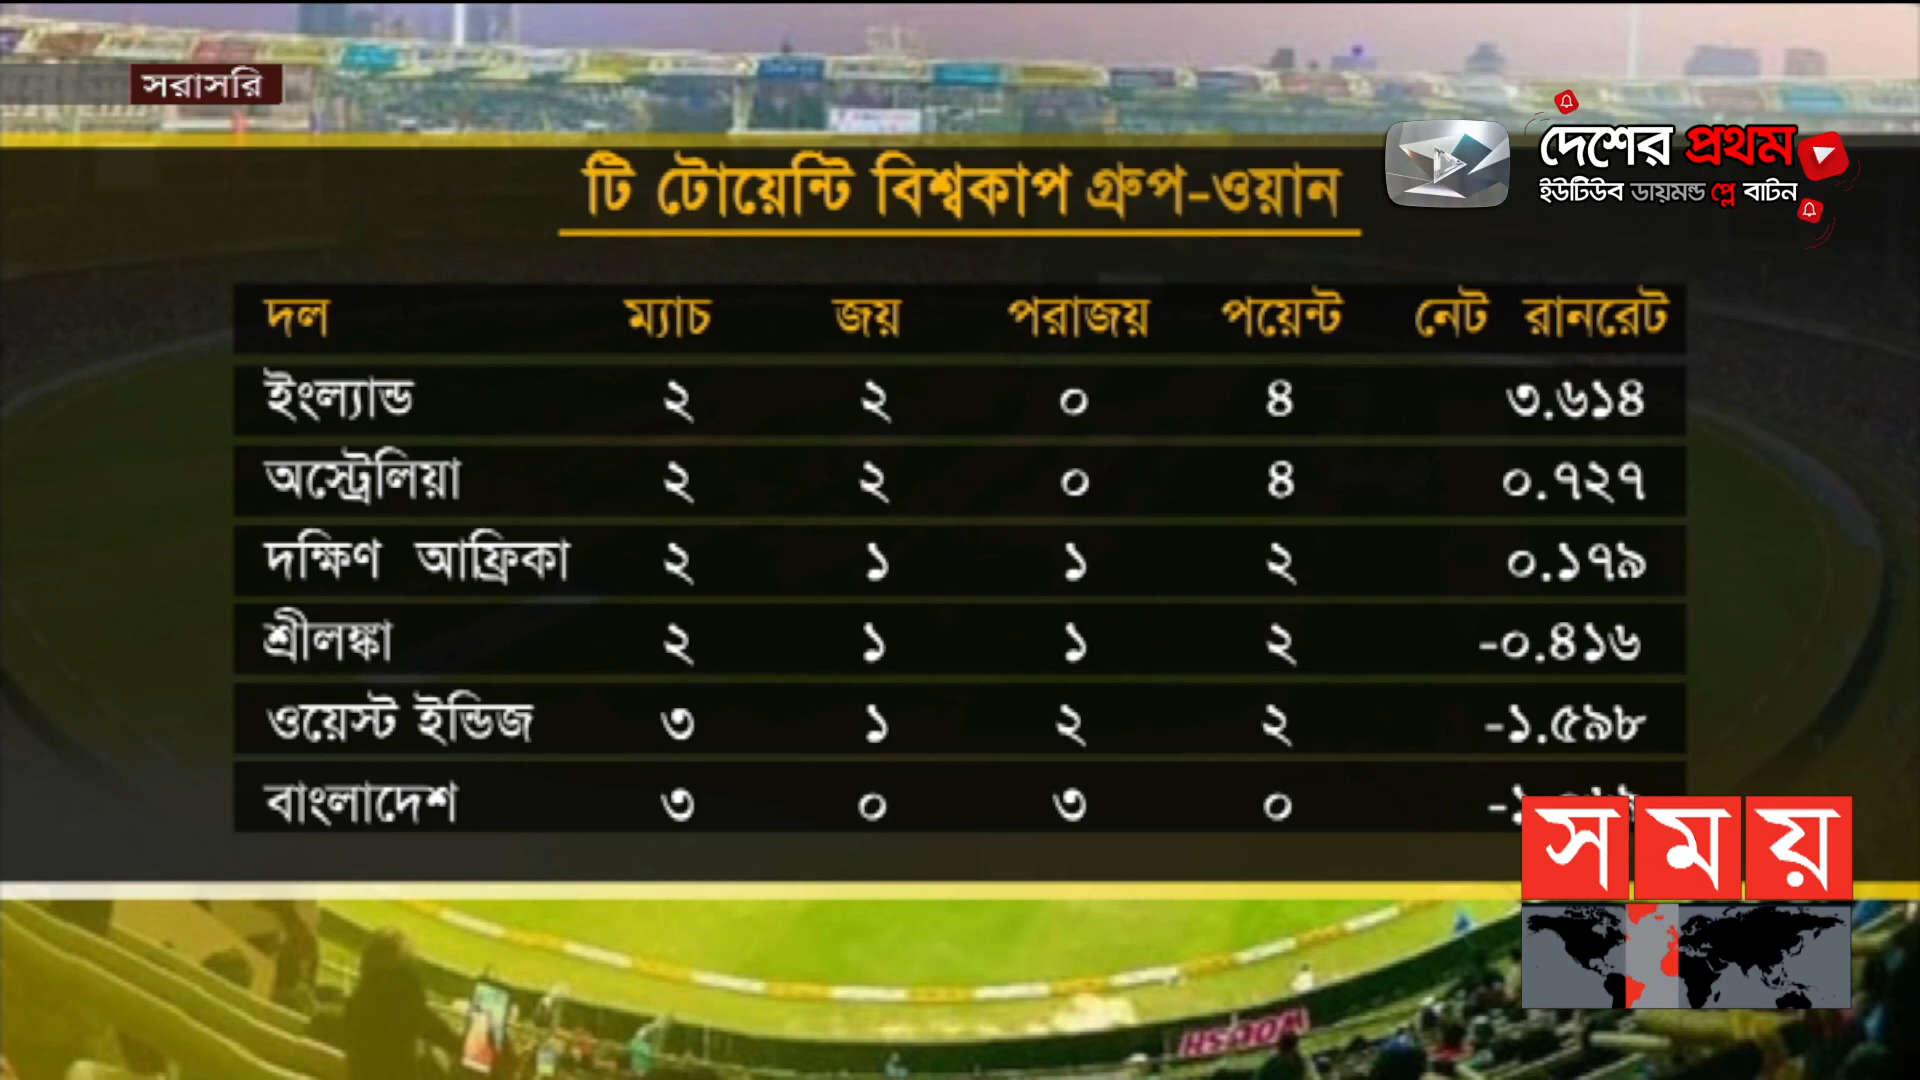 সরাসরি
দেশের প্রথম
ইউটিউব ডায়মন্ড প্লে বাটন
টি টোয়েন্টি বিশ্বকাপ গ্রুপ-ওয়ান
দল ম্যাচ জয় পরাজয় পয়েন্ট নেট রানরেট
ইংল্যান্ড ২ ২ ০ ৪ ৩.৬১৪
অস্ট্রেলিয়া ২ ২ ০ ৪ ০.৭২৭
দক্ষিণ আফ্রিকা ২ ১ ১ ২ ০.১৭৯
শ্রীলঙ্কা ২ ১ ১ ২ -০.৪১৬
ওয়েস্ট ইন্ডিজ ৩ ১ ২ ২ -১.৫৯৮
বাংলাদেশ ৩ ০ ৩ ০
সময়